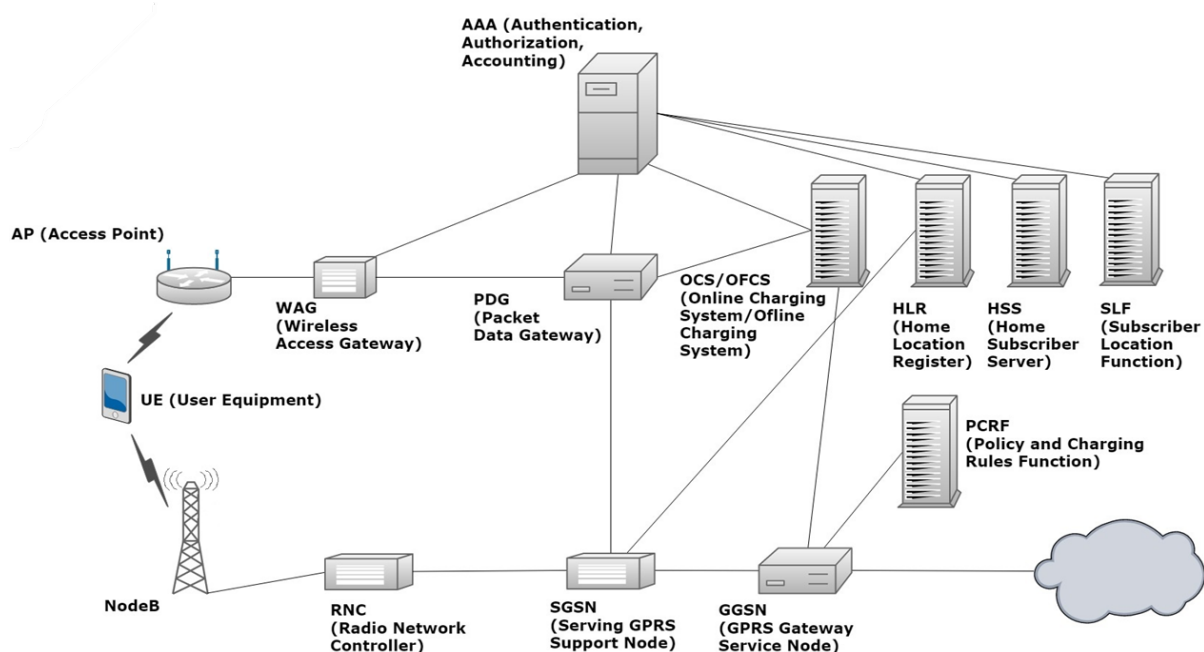 AAA (Authentication,
Authorization,
Accounting)
AP (Access Point)
WAG
(Wireless
Access Gateway)
PDG
(Packet
Data Gateway)
OCS/OFCS
(Online Charging
System/Ofline
Charging
System)
HLR
(Home
Location
Register)
HSS
(Home
Subscriber
Server)
SLF
(Subscriber
Location
Function)
UE (User Equipment)
PCRF
(Policy and Charging
Rules Function)
NodeB
RNC
(Radio Network
Controller)
SGSN
(Serving GPRS
Support Node)
GGSN
(GPRS Gateway
Service Node)